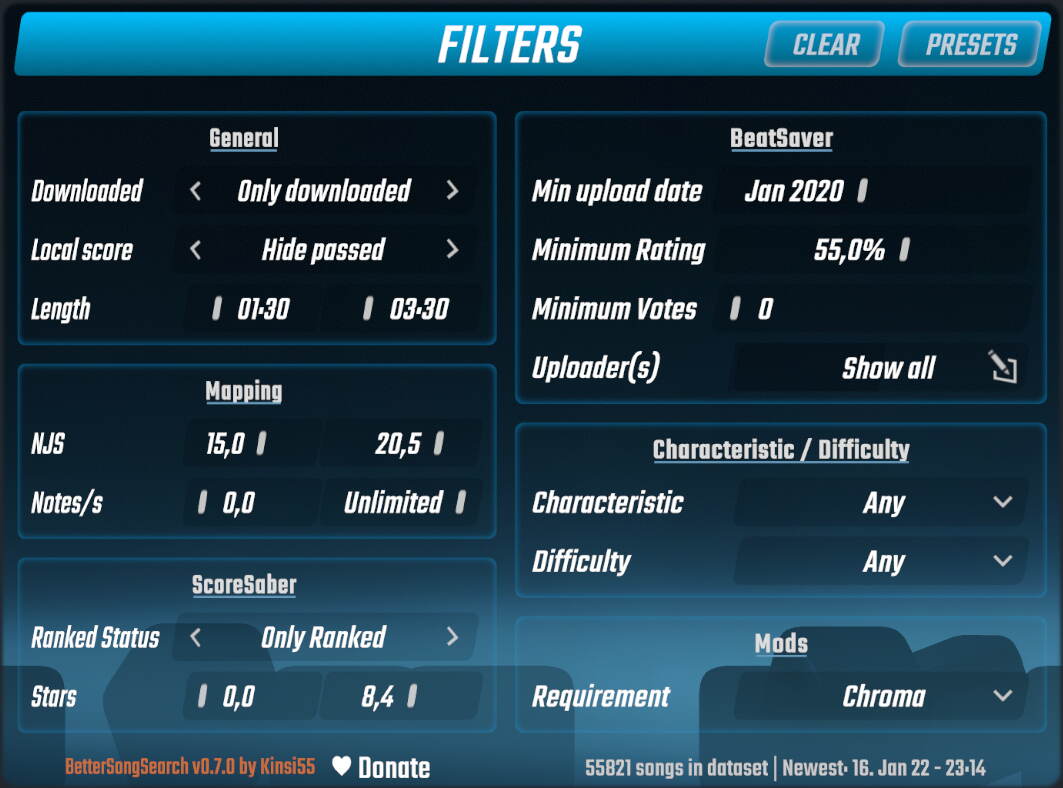 FILTERS
CLEAR
PRESETS
General
Downloaded < Only downloaded >
Local score < Hide passed >
Length 01:30 03:30
Mapping
NJS 15,0 20,5
Notes/s 0,0 Unlimited
ScoreSaber
Ranked Status < Only Ranked >
Stars 0,0 8,4
BeatSaver
Min upload date Jan 2020
Minimum Rating 55,0%
Minimum Votes 0
Uploader(s) Show all
Characteristic / Difficulty
Characteristic Any
Difficulty Any
Mods
Requirement Chroma
BetterSongSearch v0.7.0 by Kinsi55
Donate
55821 songs in dataset | Newest: 16. Jan 22 - 23:14